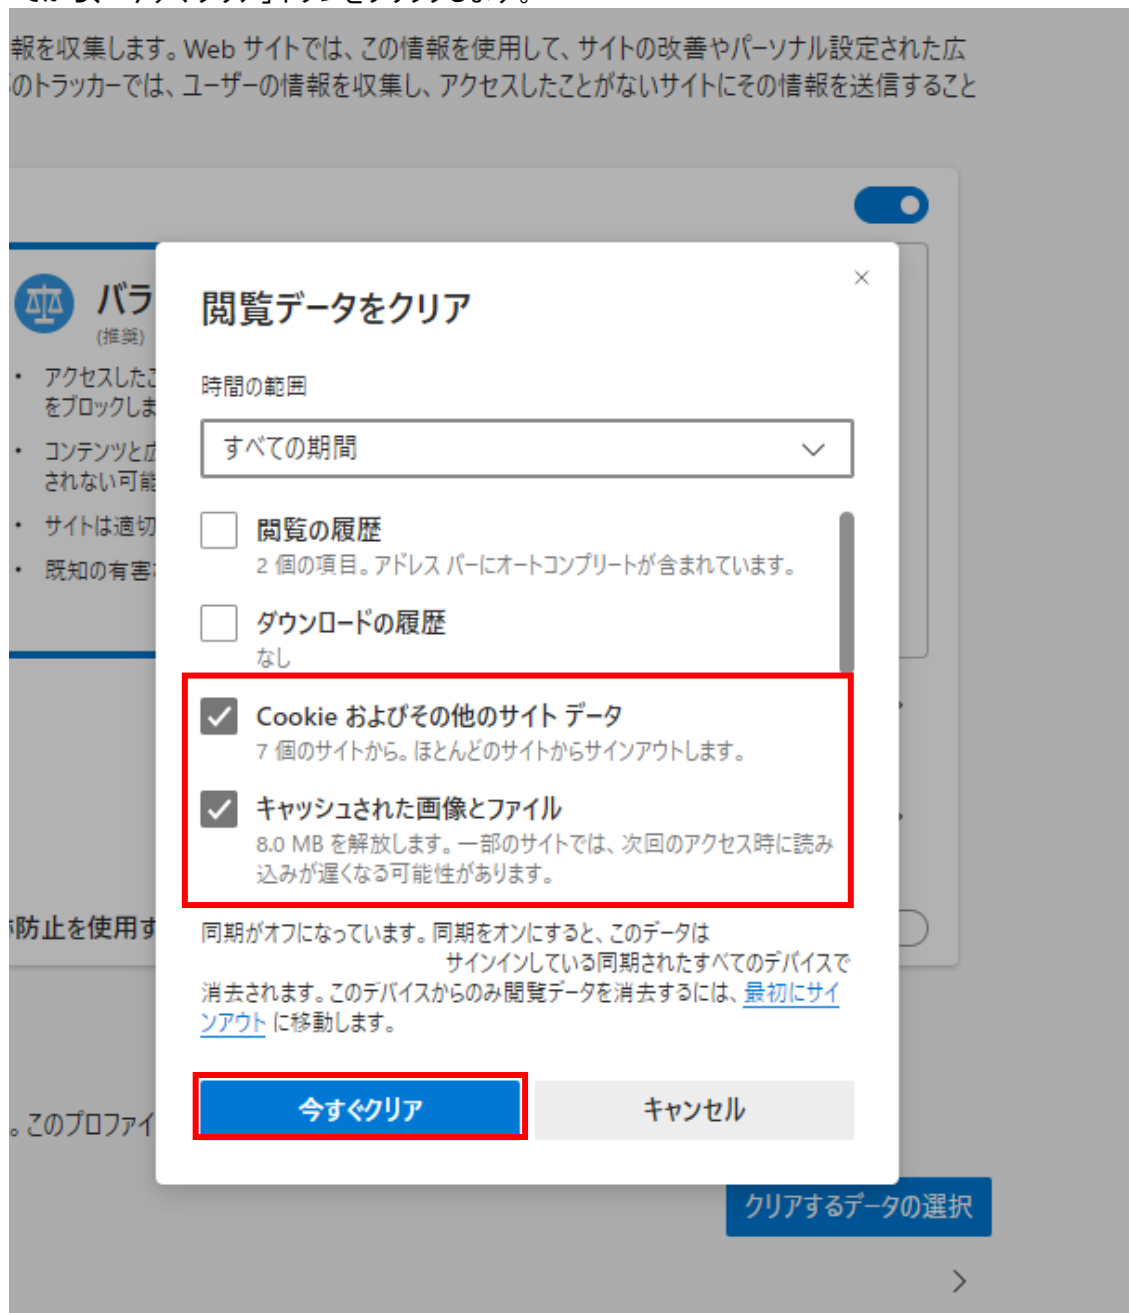 報を収集します。Web サイトでは、この情報を使用して、サイトの改善やパーソナル設定された広
のトラッカーでは、ユーザーの情報を収集し、アクセスしたことがないサイトにその情報を送信すること
バラ
(推奨)
• アクセスしたこ
をブロックしま
• コンテンツと広
されない可能
• サイトは適切
• 既知の有害
閲覧データをクリア
時間の範囲
すべての期間
閲覧の履歴
2 個の項目。アドレス バーにオートコンプリートが含まれています。
ダウンロードの履歴
なし
Cookie およびその他のサイト データ
7 個のサイトから。ほとんどのサイトからサインアウトします。
キャッシュされた画像とファイル
8.0 MB を解放します。一部のサイトでは、次回のアクセス時に読み
込みが遅くなる可能性があります。
防止を使用す
同期がオフになっています。同期をオンにすると、このデータは
サインインしている同期されたすべてのデバイスで
消去されます。このデバイスからのみ閲覧データを消去するには、最初にサイ
ンアウト に移動します。
今すぐクリア キャンセル
。このプロファイ
クリアするデータの選択